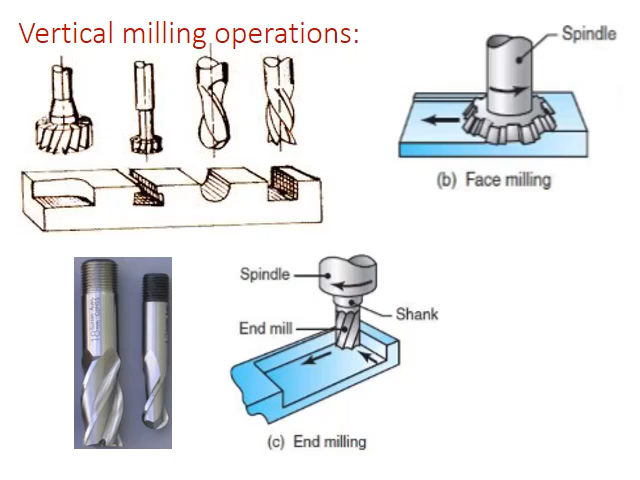 Vertical milling operations:
Spindle
(b) Face milling
Spindle
Shank
End mill
(c) End milling